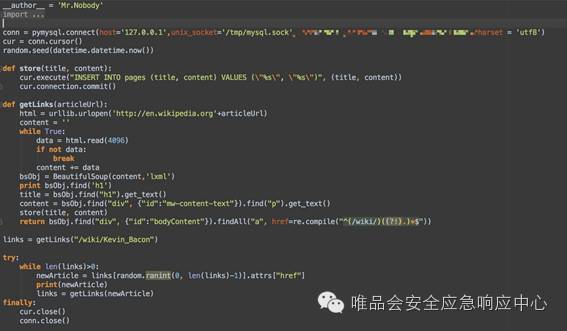 __author__ = 'Mr.Nobody'
import ...
conn = pymysql.connect(host='127.0.0.1',unix_socket='/tmp/mysql.sock', charset = 'utf8')
cur = conn.cursor()
random.seed(datetime.datetime.now())
def store(title, content):
cur.execute("INSERT INTO pages (title, content) VALUES (\"%s\", \"%s\")", (title, content))
cur.connection.commit()
def getLinks(articleUrl):
html = urllib.urlopen('http://en.wikipedia.org'+articleUrl)
content = ''
while True:
data = html.read(4096)
if not data:
break
content += data
bsObj = BeautifulSoup(content,'lxml')
print bsObj.find('h1')
title = bsObj.find("h1").get_text()
content = bsObj.find("div", {"id":"mw-content-text"}).find("p").get_text()
store(title, content)
return bsObj.find("div", {"id":"bodyContent"}).findAll("a", href=re.compile("^(/wiki/)((?!:).)*$"))
links = getLinks("/wiki/Kevin_Bacon")
try:
while len(links)>0:
newArticle = links[random.ranint(0, len(links)-1)].attrs["href"]
print(newArticle)
links = getLinks(newArticle)
finally:
cur.close()
conn.close()
唯品会安全应急响应中心